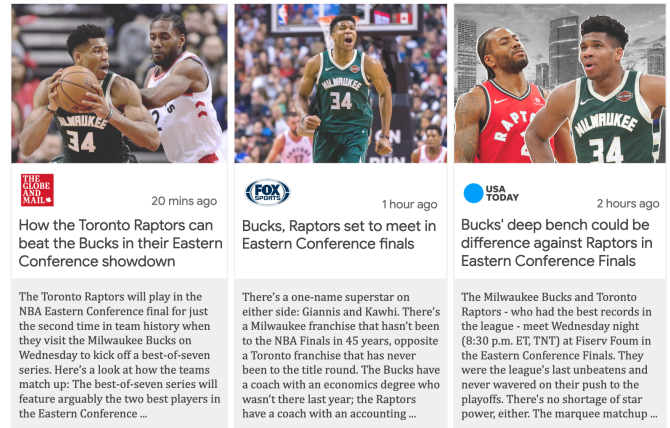 MILWAUKEE
34
2
S
MILWAUKEE
34
RAPT
MILWAUKEE
34
THE
GLOBE
AND
MAIL
20 mins ago
How the Toronto Raptors can
beat the Bucks in their Eastern
Conference showdown
The Toronto Raptors will play in the
NBA Eastern Conference final for just
the second time in team history when
they visit the Milwaukee Bucks on
Wednesday to kick off a best-of-seven
series. Here's a look at how the teams
match up: The best-of-seven series will
feature arguably the two best players in
the Eastern Conference ...
FOX
SPORTS
1 hour ago
Bucks, Raptors set to meet in
Eastern Conference finals
There's a one-name superstar on
either side: Giannis and Kawhi. There's
a Milwaukee franchise that hasn't been
to the NBA Finals in 45 years, opposite
a Toronto franchise that has never
been to the title round. The Bucks have
a coach with an economics degree who
wasn't there last year; the Raptors
have a coach with an accounting ...
USA
TODAY
2 hours ago
Bucks' deep bench could be
difference against Raptors in
Eastern Conference Finals
The Milwaukee Bucks and Toronto
Raptors - who had the best records in
the league - meet Wednesday night
(8:30 p.m. ET, TNT) at Fiserv Foum in
the Eastern Conference Finals. They
were the league's last unbeatens and
never wavered on their push to the
playoffs. There's no shortage of star
power, either. The marquee matchup ...